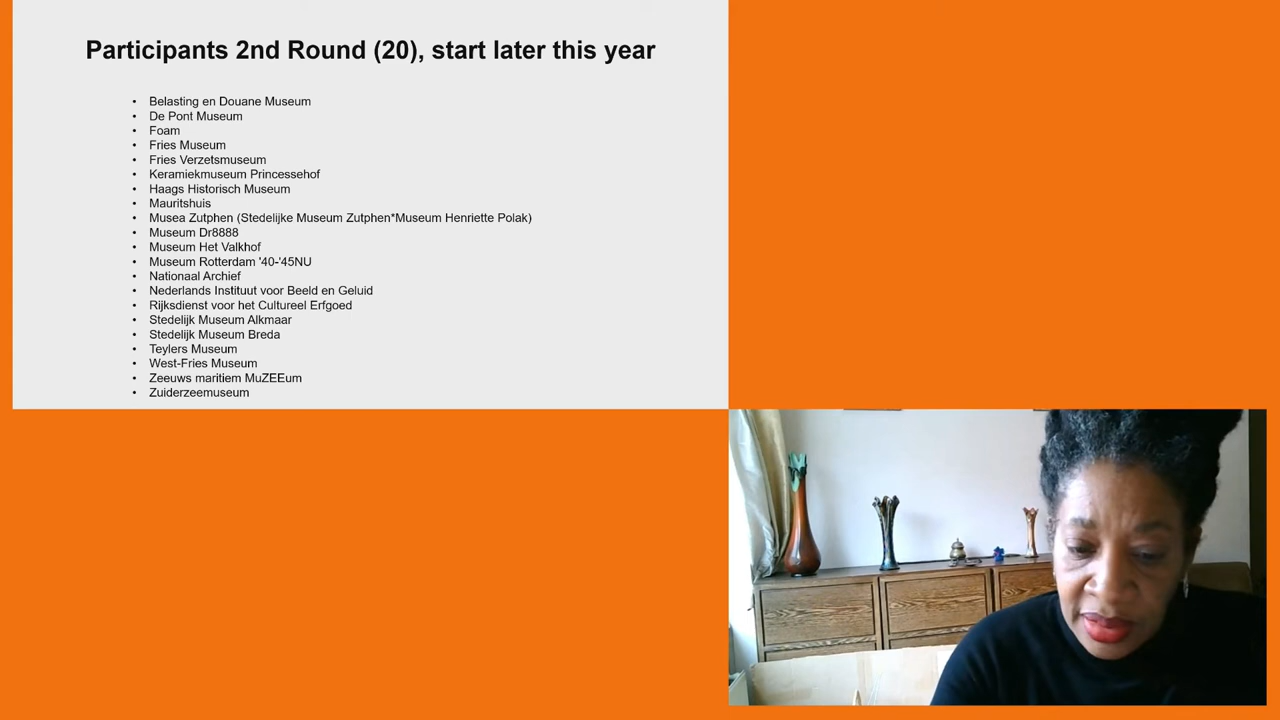 Participants 2nd Round (20), start later this year
• Belasting en Douane Museum
• De Pont Museum
• Foam
• Fries Museum
• Fries Verzetsmuseum
• Keramiekmuseum Princessehof
• Haags Historisch Museum
• Mauritshuis
• Musea Zutphen (Stedelijke Museum Zutphen*Museum Henriette Polak)
• Museum Dr8888
• Museum Het Valkhof
• Museum Rotterdam '40-'45NU
• Nationaal Archief
• Nederlands Instituut voor Beeld en Geluid
• Rijksdienst voor het Cultureel Erfgoed
• Stedelijk Museum Alkmaar
• Stedelijk Museum Breda
• Teylers Museum
• West-Fries Museum
• Zeeuws maritiem MuZEEum
• Zuiderzeemuseum